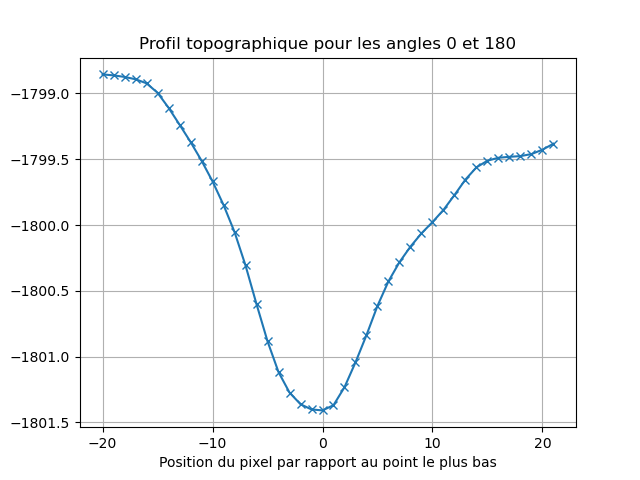 Profil topographique pour les angles 0 et 180
−1799.0
−1799.5
−1800.0
−1800.5
−1801.0
−1801.5
−20 −10 0 10 20
Position du pixel par rapport au point le plus bas